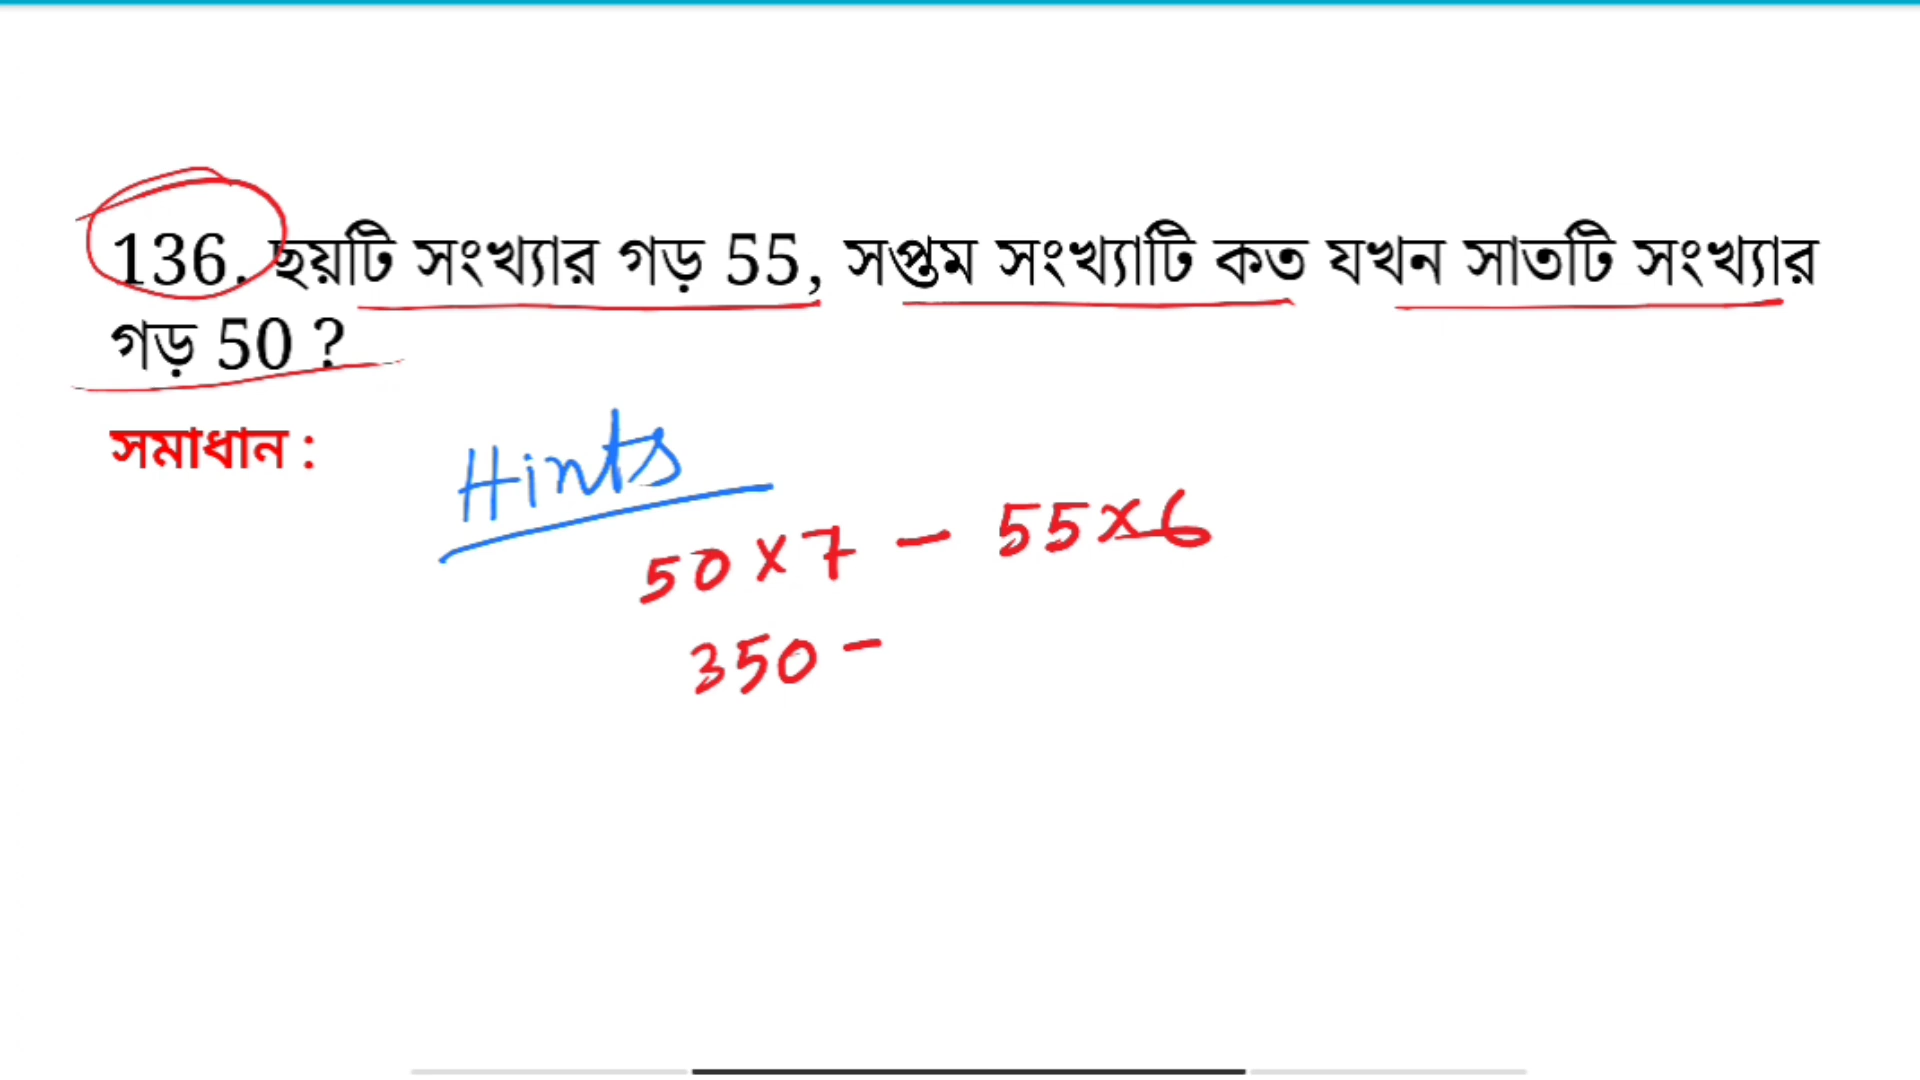 136. ছয়টি সংখ্যার গড় 55, সপ্তম সংখ্যাটি কত যখন সাতটি সংখ্যার
গড় 50 ?
সমাধান :
Hints
50 × 7 - 55 × 6
350 -